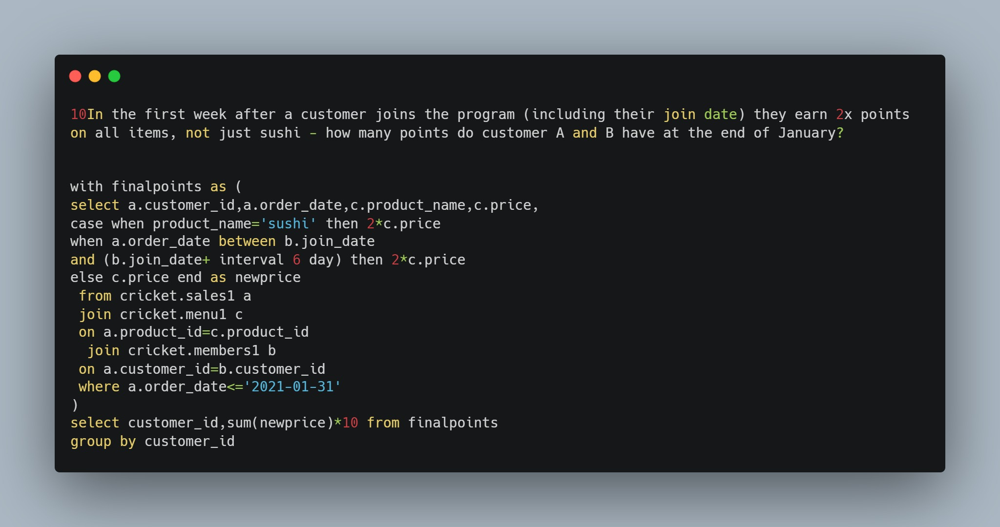 10In the first week after a customer joins the program (including their join date) they earn 2x points
on all items, not just sushi - how many points do customer A and B have at the end of January?
with finalpoints as (
select a.customer_id,a.order_date,c.product_name,c.price,
case when product_name='sushi' then 2*c.price
when a.order_date between b.join_date
and (b.join_date+ interval 6 day) then 2*c.price
else c.price end as newprice
from cricket.sales1 a
join cricket.menu1 c
on a.product_id=c.product_id
join cricket.members1 b
on a.customer_id=b.customer_id
where a.order_date<='2021-01-31'
)
select customer_id,sum(newprice)*10 from finalpoints
group by customer_id